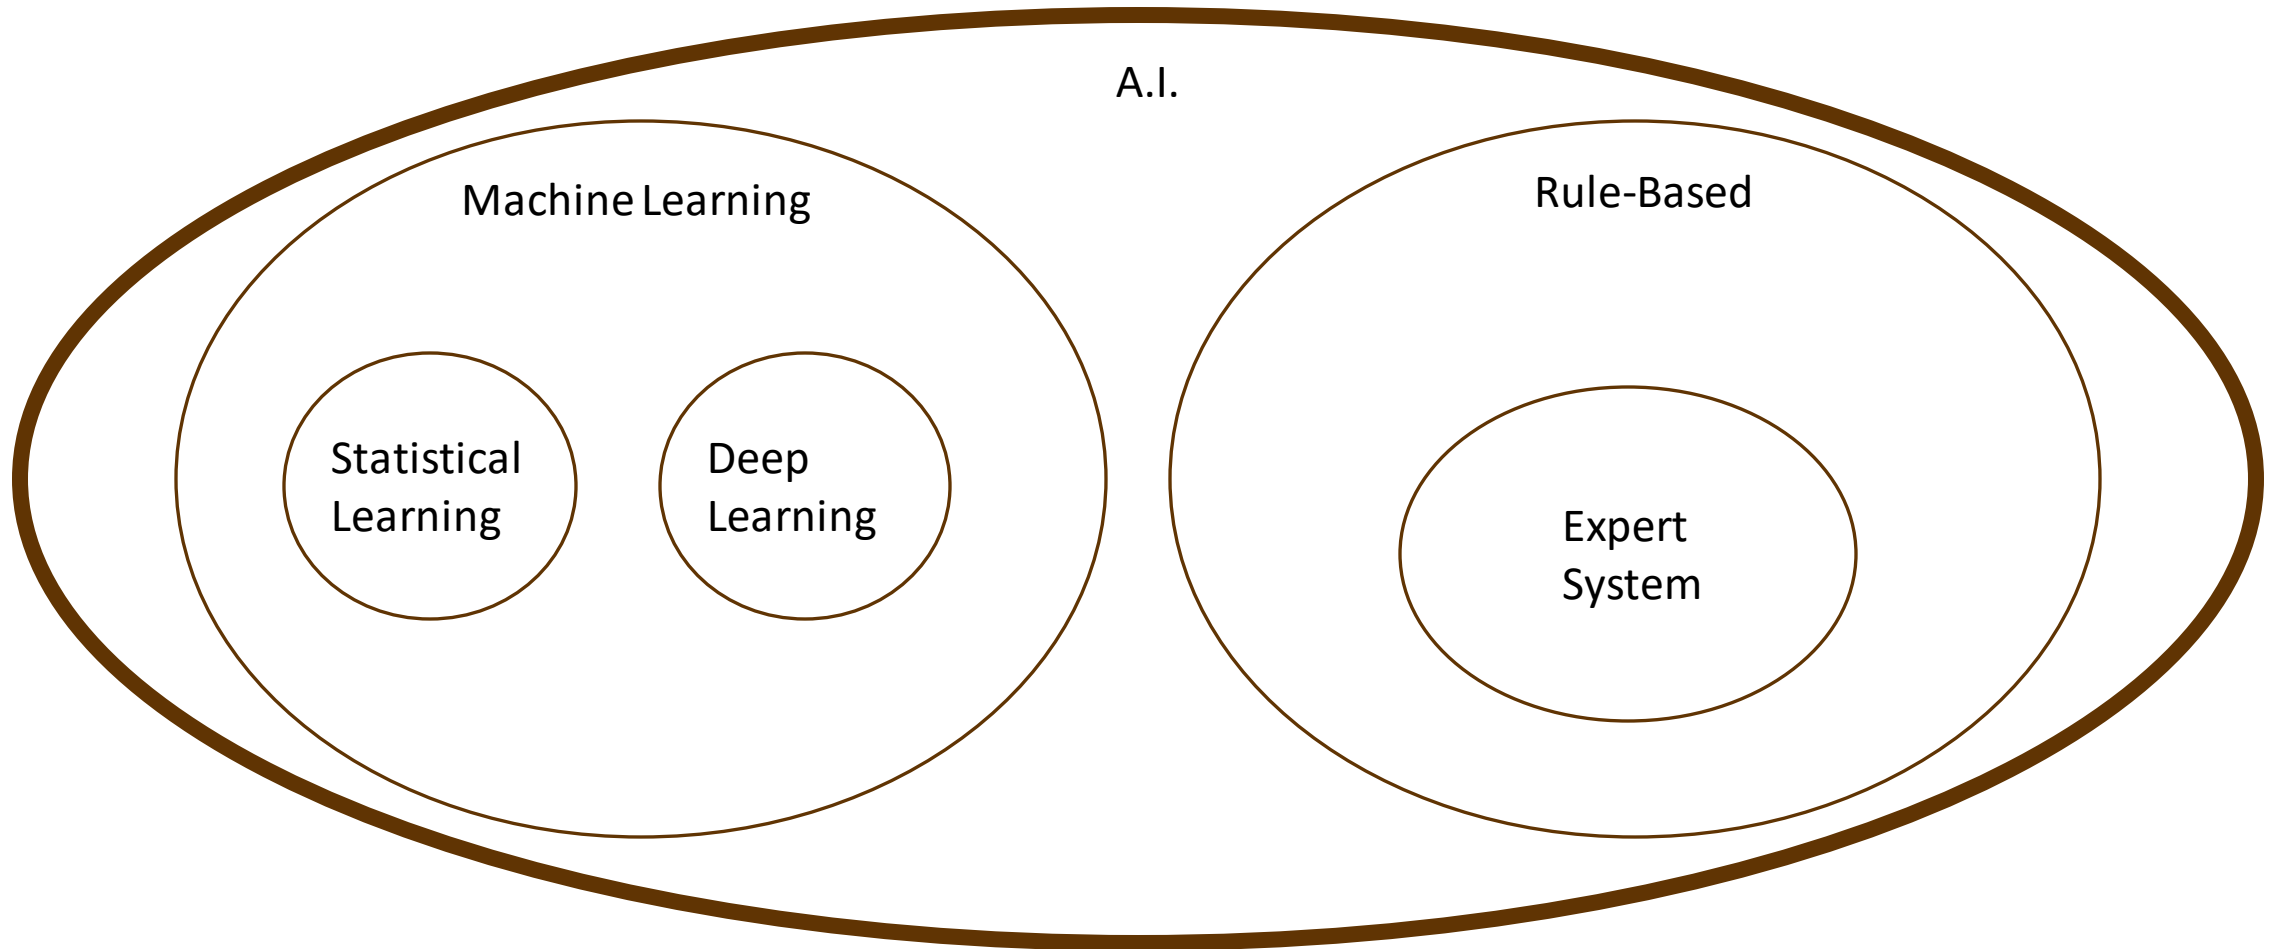 A.I.
Machine Learning
Rule-Based
Statistical
Learning
Deep
Learning
Expert
System